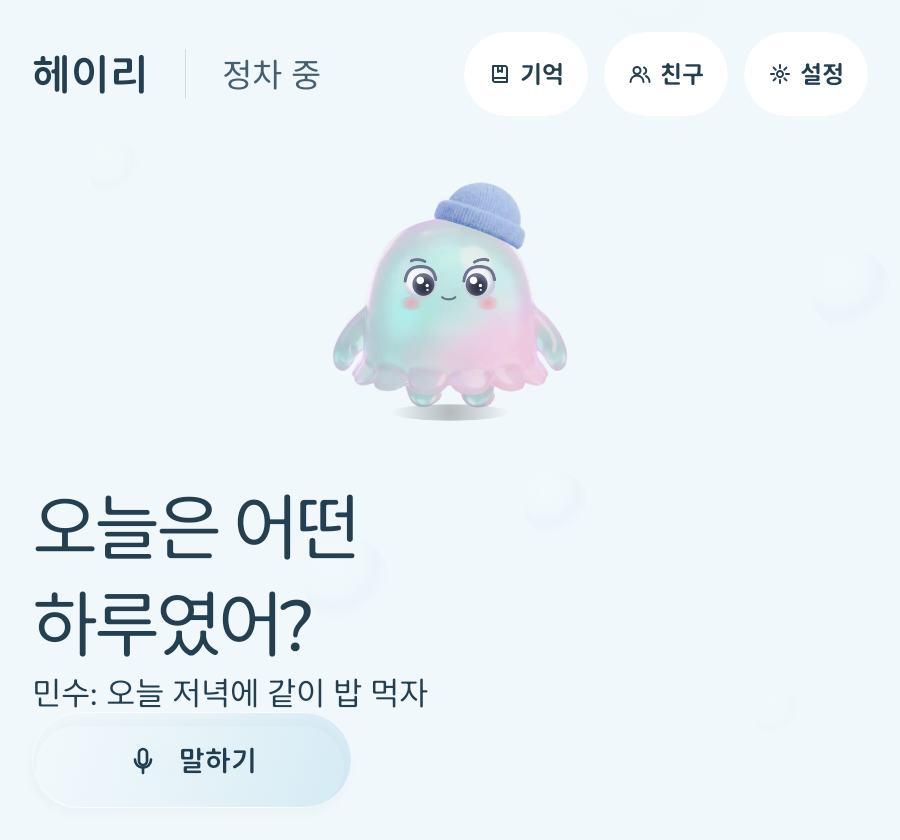 헤이리
정차 중
기억
친구
설정
오늘은 어떤
하루였어?
민수: 오늘 저녁에 같이 밥 먹자
말하기